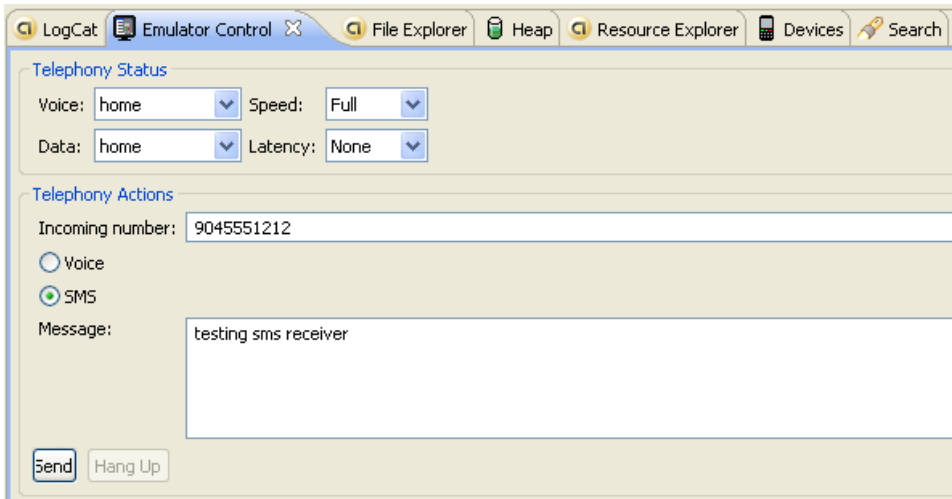 LogCat Emulator Control File Explorer Heap Resource Explorer Devices Search
Telephony Status
Voice: home Speed: Full
Data: home Latency: None
Telephony Actions
Incoming number: 9045551212
Voice
SMS
Message: testing sms receiver
Send Hang Up